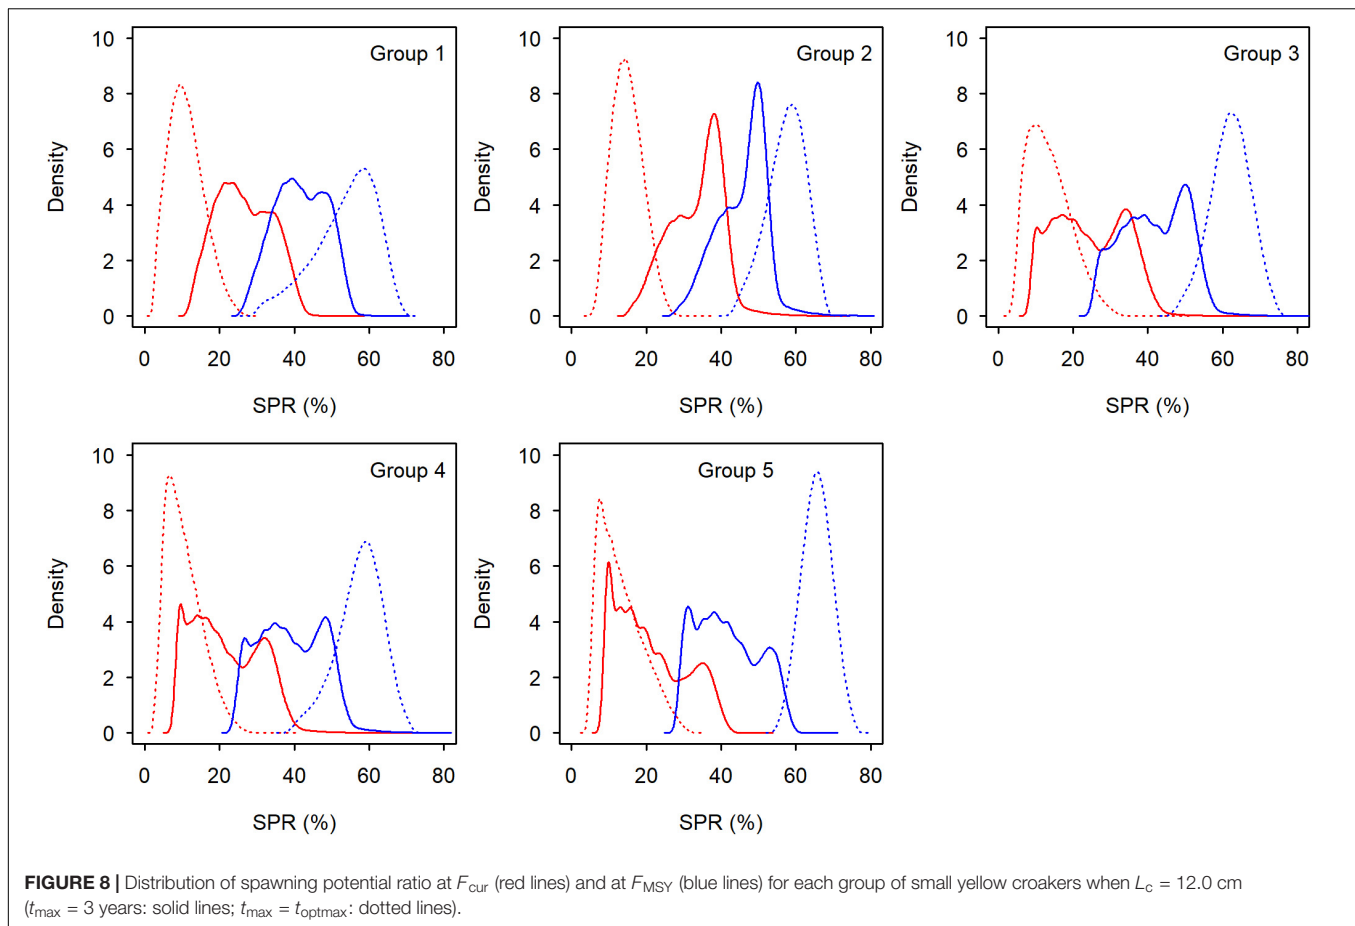 Group 1
Density
10
8
6
4
2
0
0 20 40 60 80
SPR (%)
Group 2
Density
10
8
6
4
2
0
0 20 40 60 80
SPR (%)
Group 3
Density
10
8
6
4
2
0
0 20 40 60 80
SPR (%)
Group 4
Density
10
8
6
4
2
0
0 20 40 60 80
SPR (%)
Group 5
Density
10
8
6
4
2
0
0 20 40 60 80
SPR (%)
FIGURE 8 | Distribution of spawning potential ratio at Fcur (red lines) and at FMSY (blue lines) for each group of small yellow croakers when Lc = 12.0 cm
(tmax = 3 years: solid lines; tmax = toptmax: dotted lines).